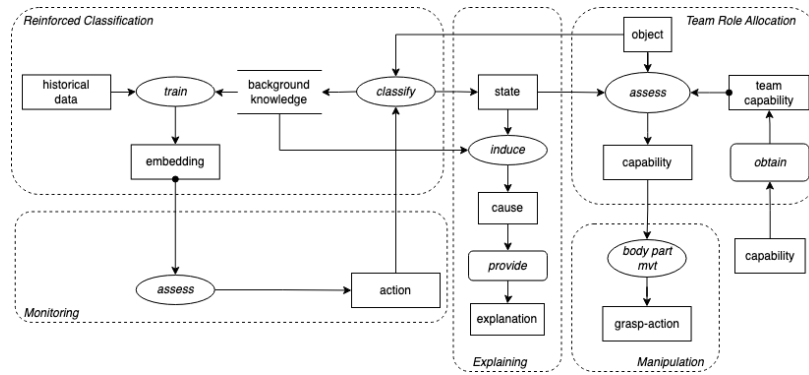 Reinforced Classification
Team Role Allocation
object
historical
data
train
background
knowledge
classify
state
assess
team
capability
embedding
induce
capability
obtain
cause
assess
action
provide
body part
mvt
capability
explanation
grasp-action
Monitoring
Explaining
Manipulation